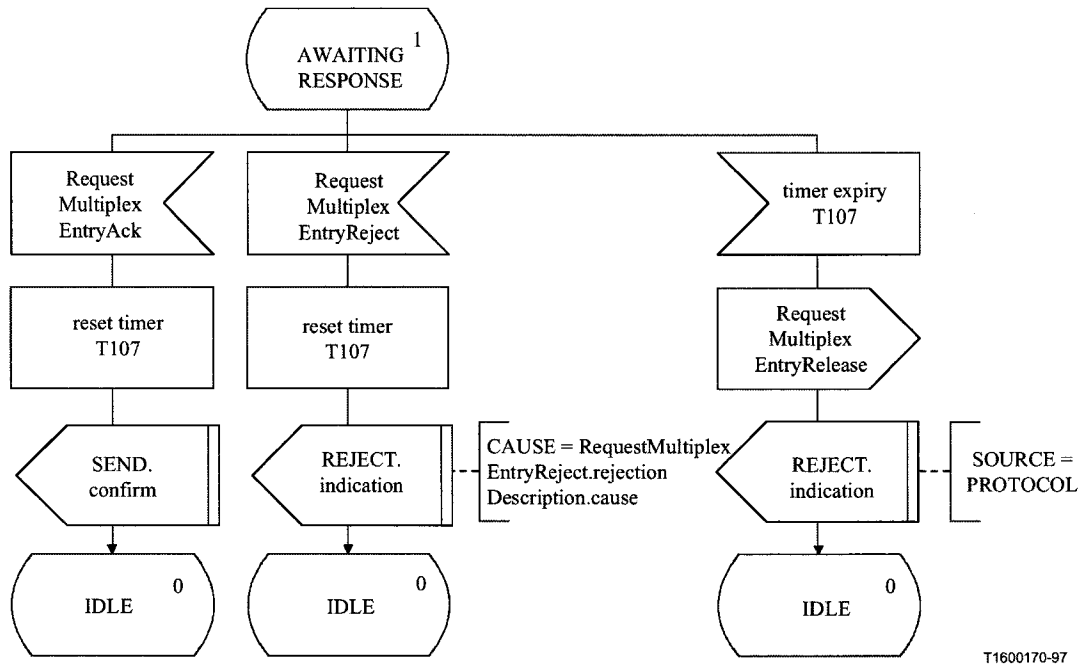 1
AWAITING
RESPONSE
Request
Multiplex
EntryAck
Request
Multiplex
EntryReject
timer expiry
T107
reset timer
T107
reset timer
T107
Request
Multiplex
EntryRelease
SEND.
confirm
REJECT.
indication
CAUSE = RequestMultiplex
EntryReject.rejection
Description.cause
REJECT.
indication
SOURCE =
PROTOCOL
0
IDLE
0
IDLE
0
IDLE
T1600170-97